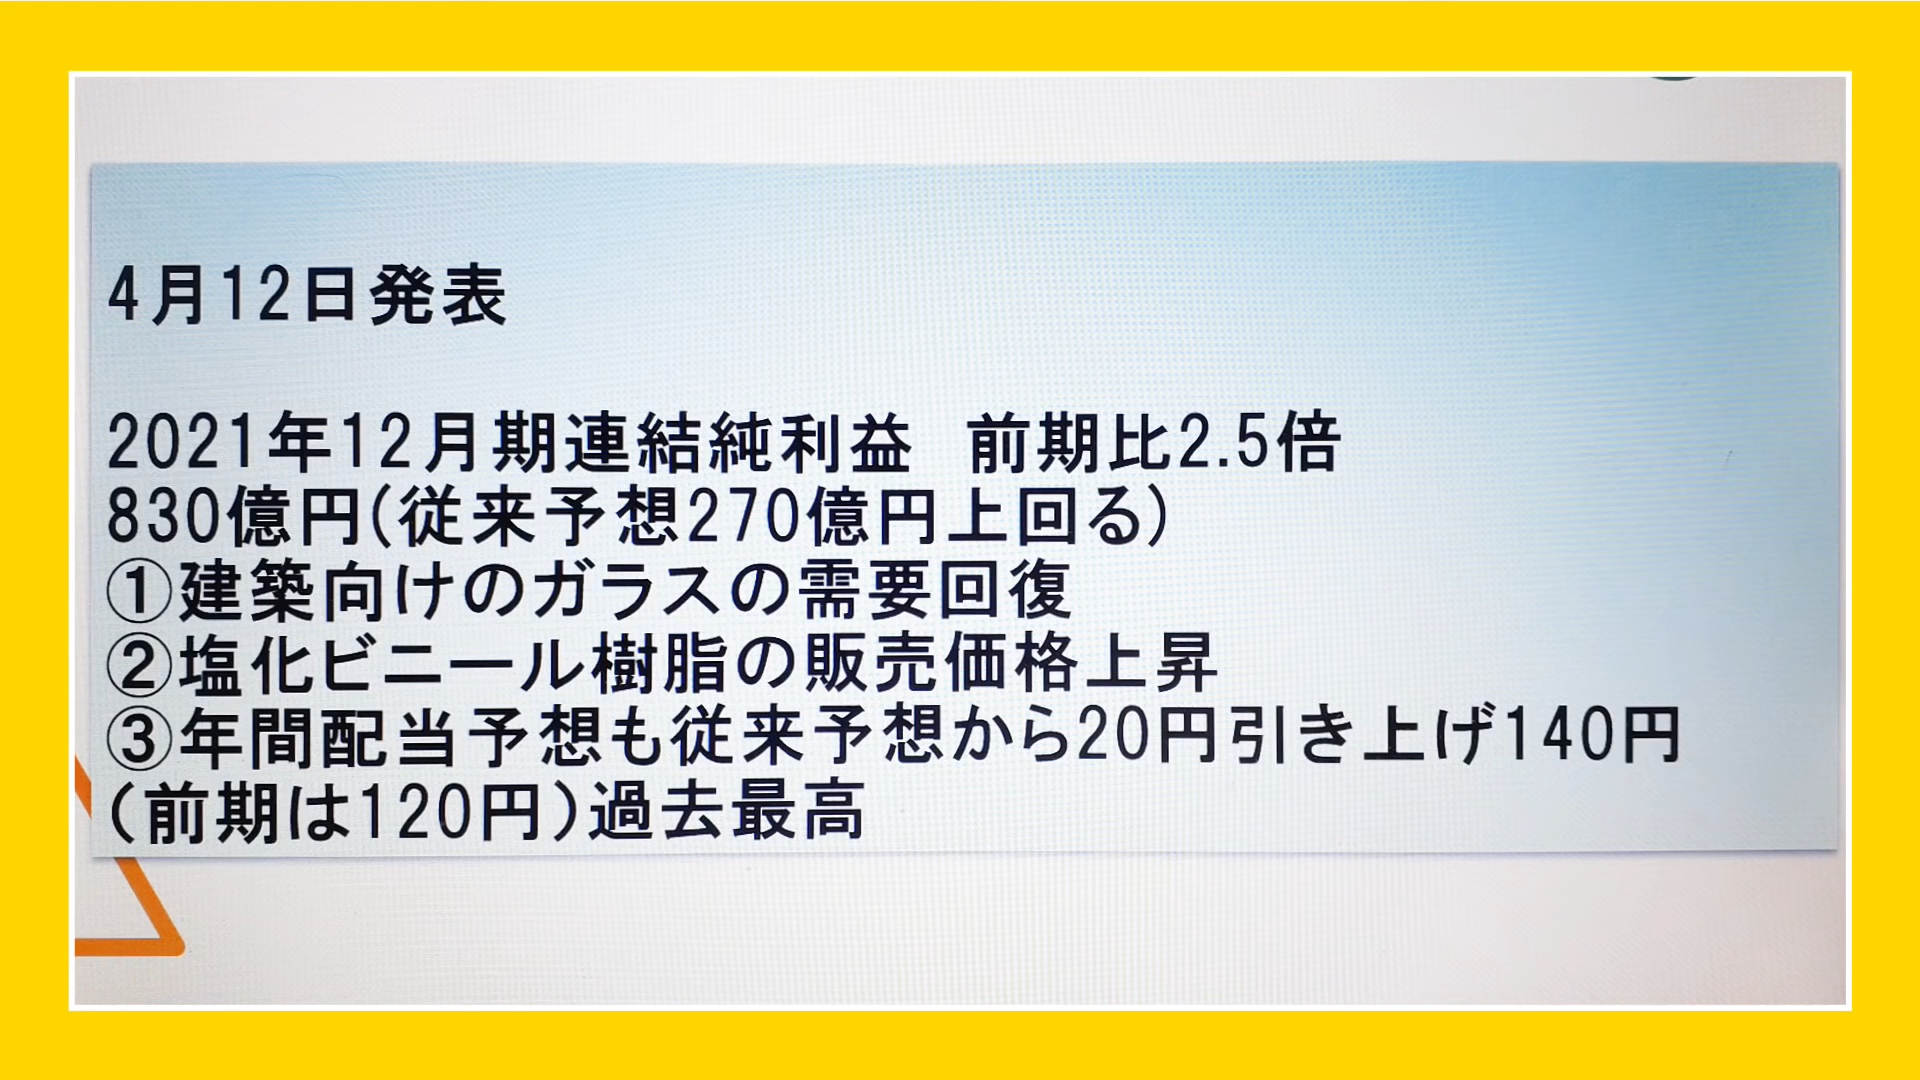 4月12日発表
2021年12月期連結純利益　前期比2.5倍
830億円(従来予想270億円上回る)
①建築向けのガラスの需要回復
②塩化ビニール樹脂の販売価格上昇
③年間配当予想も従来予想から20円引き上げ140円
(前期は120円)過去最高